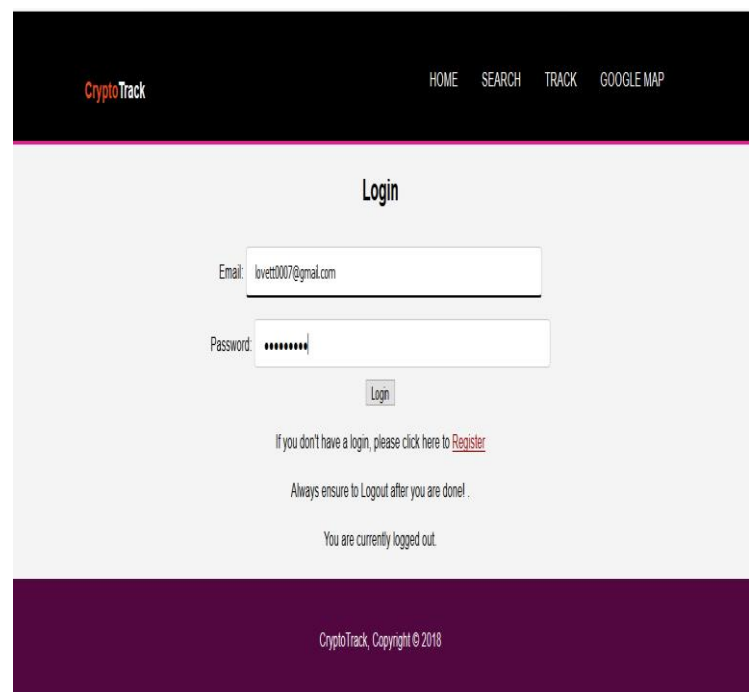 CryptoTrack
HOME SEARCH TRACK GOOGLE MAP
Login
Email: lovett0007@gmail.com
Password: •••••••••
Login
If you don't have a login, please click here to Register
Always ensure to Logout after you are done! .
You are currently logged out.
CryptoTrack, Copyright © 2018